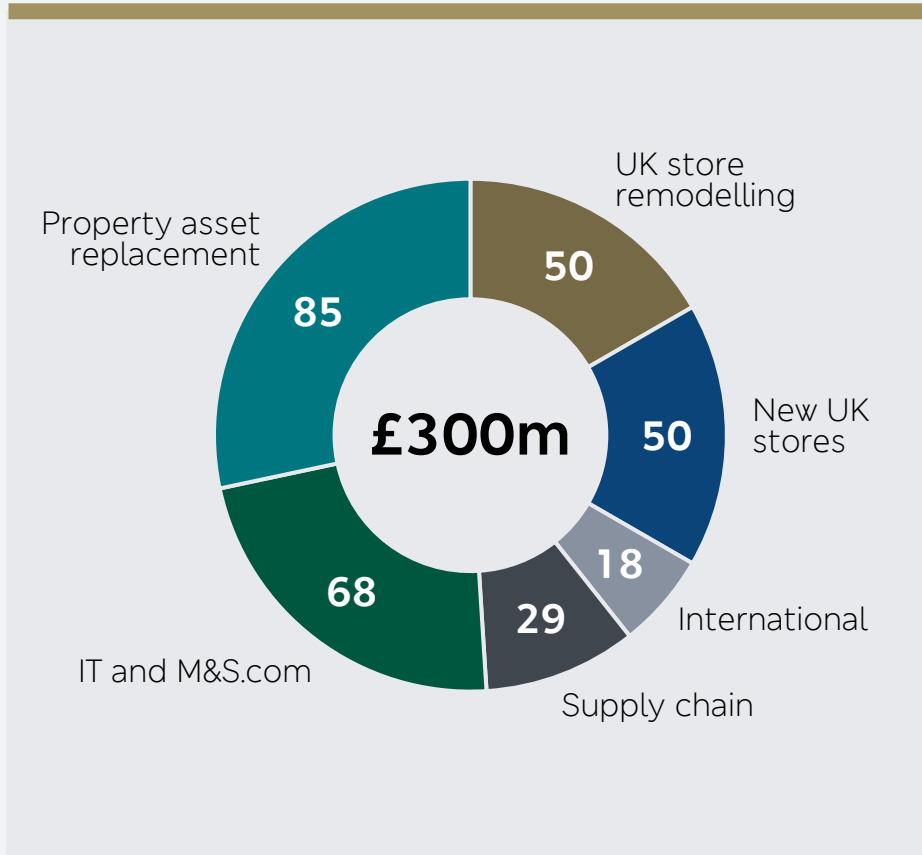 UK store
remodelling
50
New UK
stores
50
18
International
29
Supply chain
68
IT and M&S.com
Property asset
replacement
85
£300m